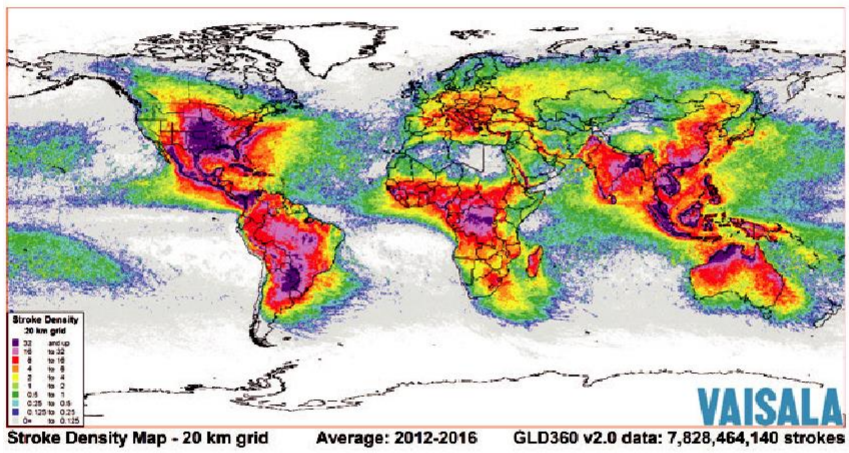 Stroke Density
20 km grid
32 and up
16 to 32
8 to 16
4 to 8
2 to 4
1 to 2
0.5 to 1
0.25 to 0.5
0.125 to 0.25
0+ to 0.125
VAISALA
Stroke Density Map - 20 km grid Average: 2012-2016 GLD360 v2.0 data: 7,828,464,140 strokes